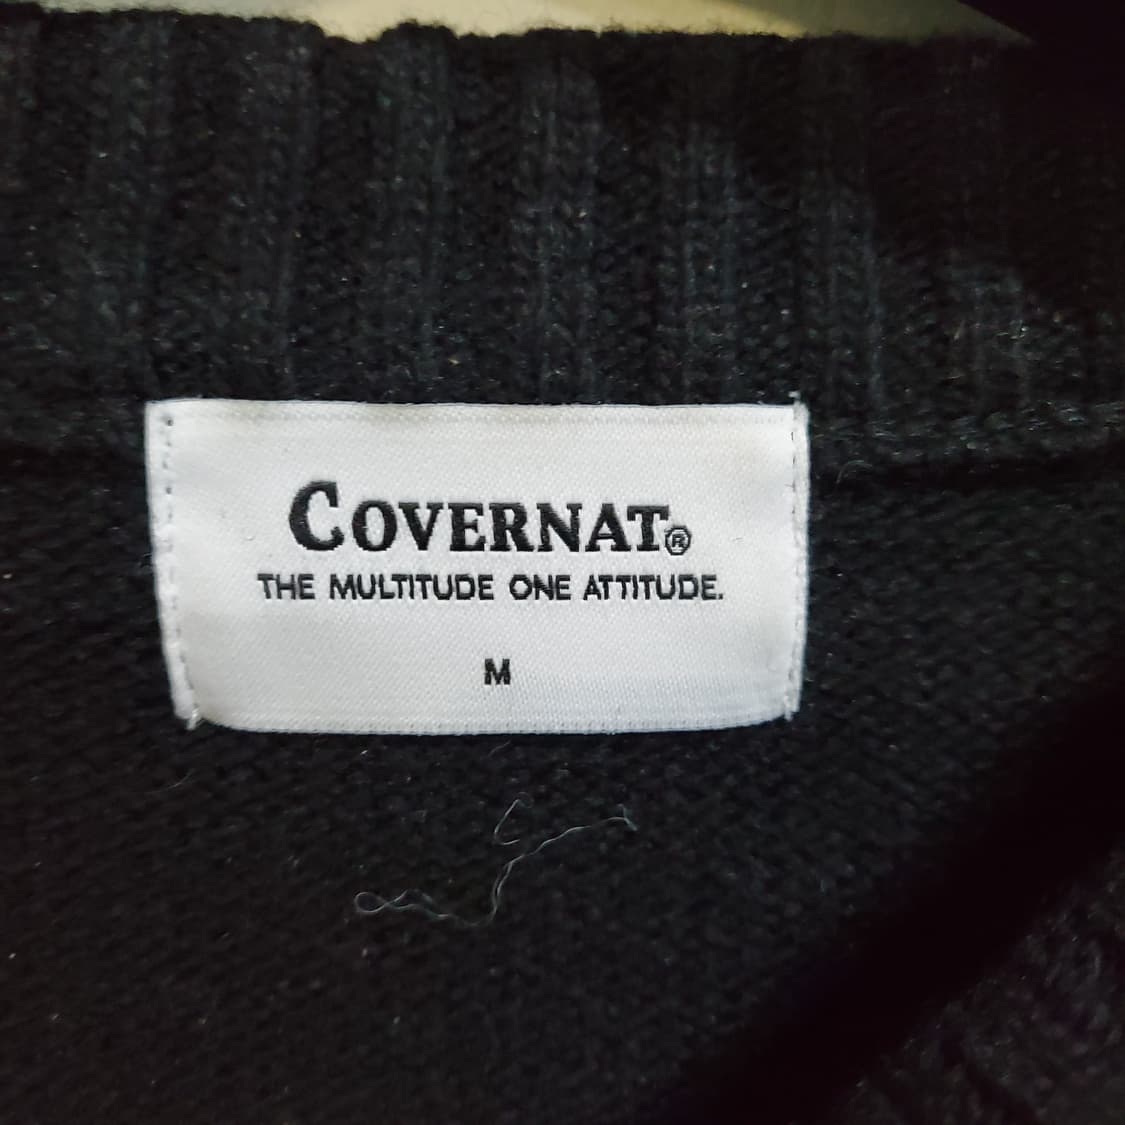 COVERNAT®
THE MULTITUDE ONE ATTITUDE.
M